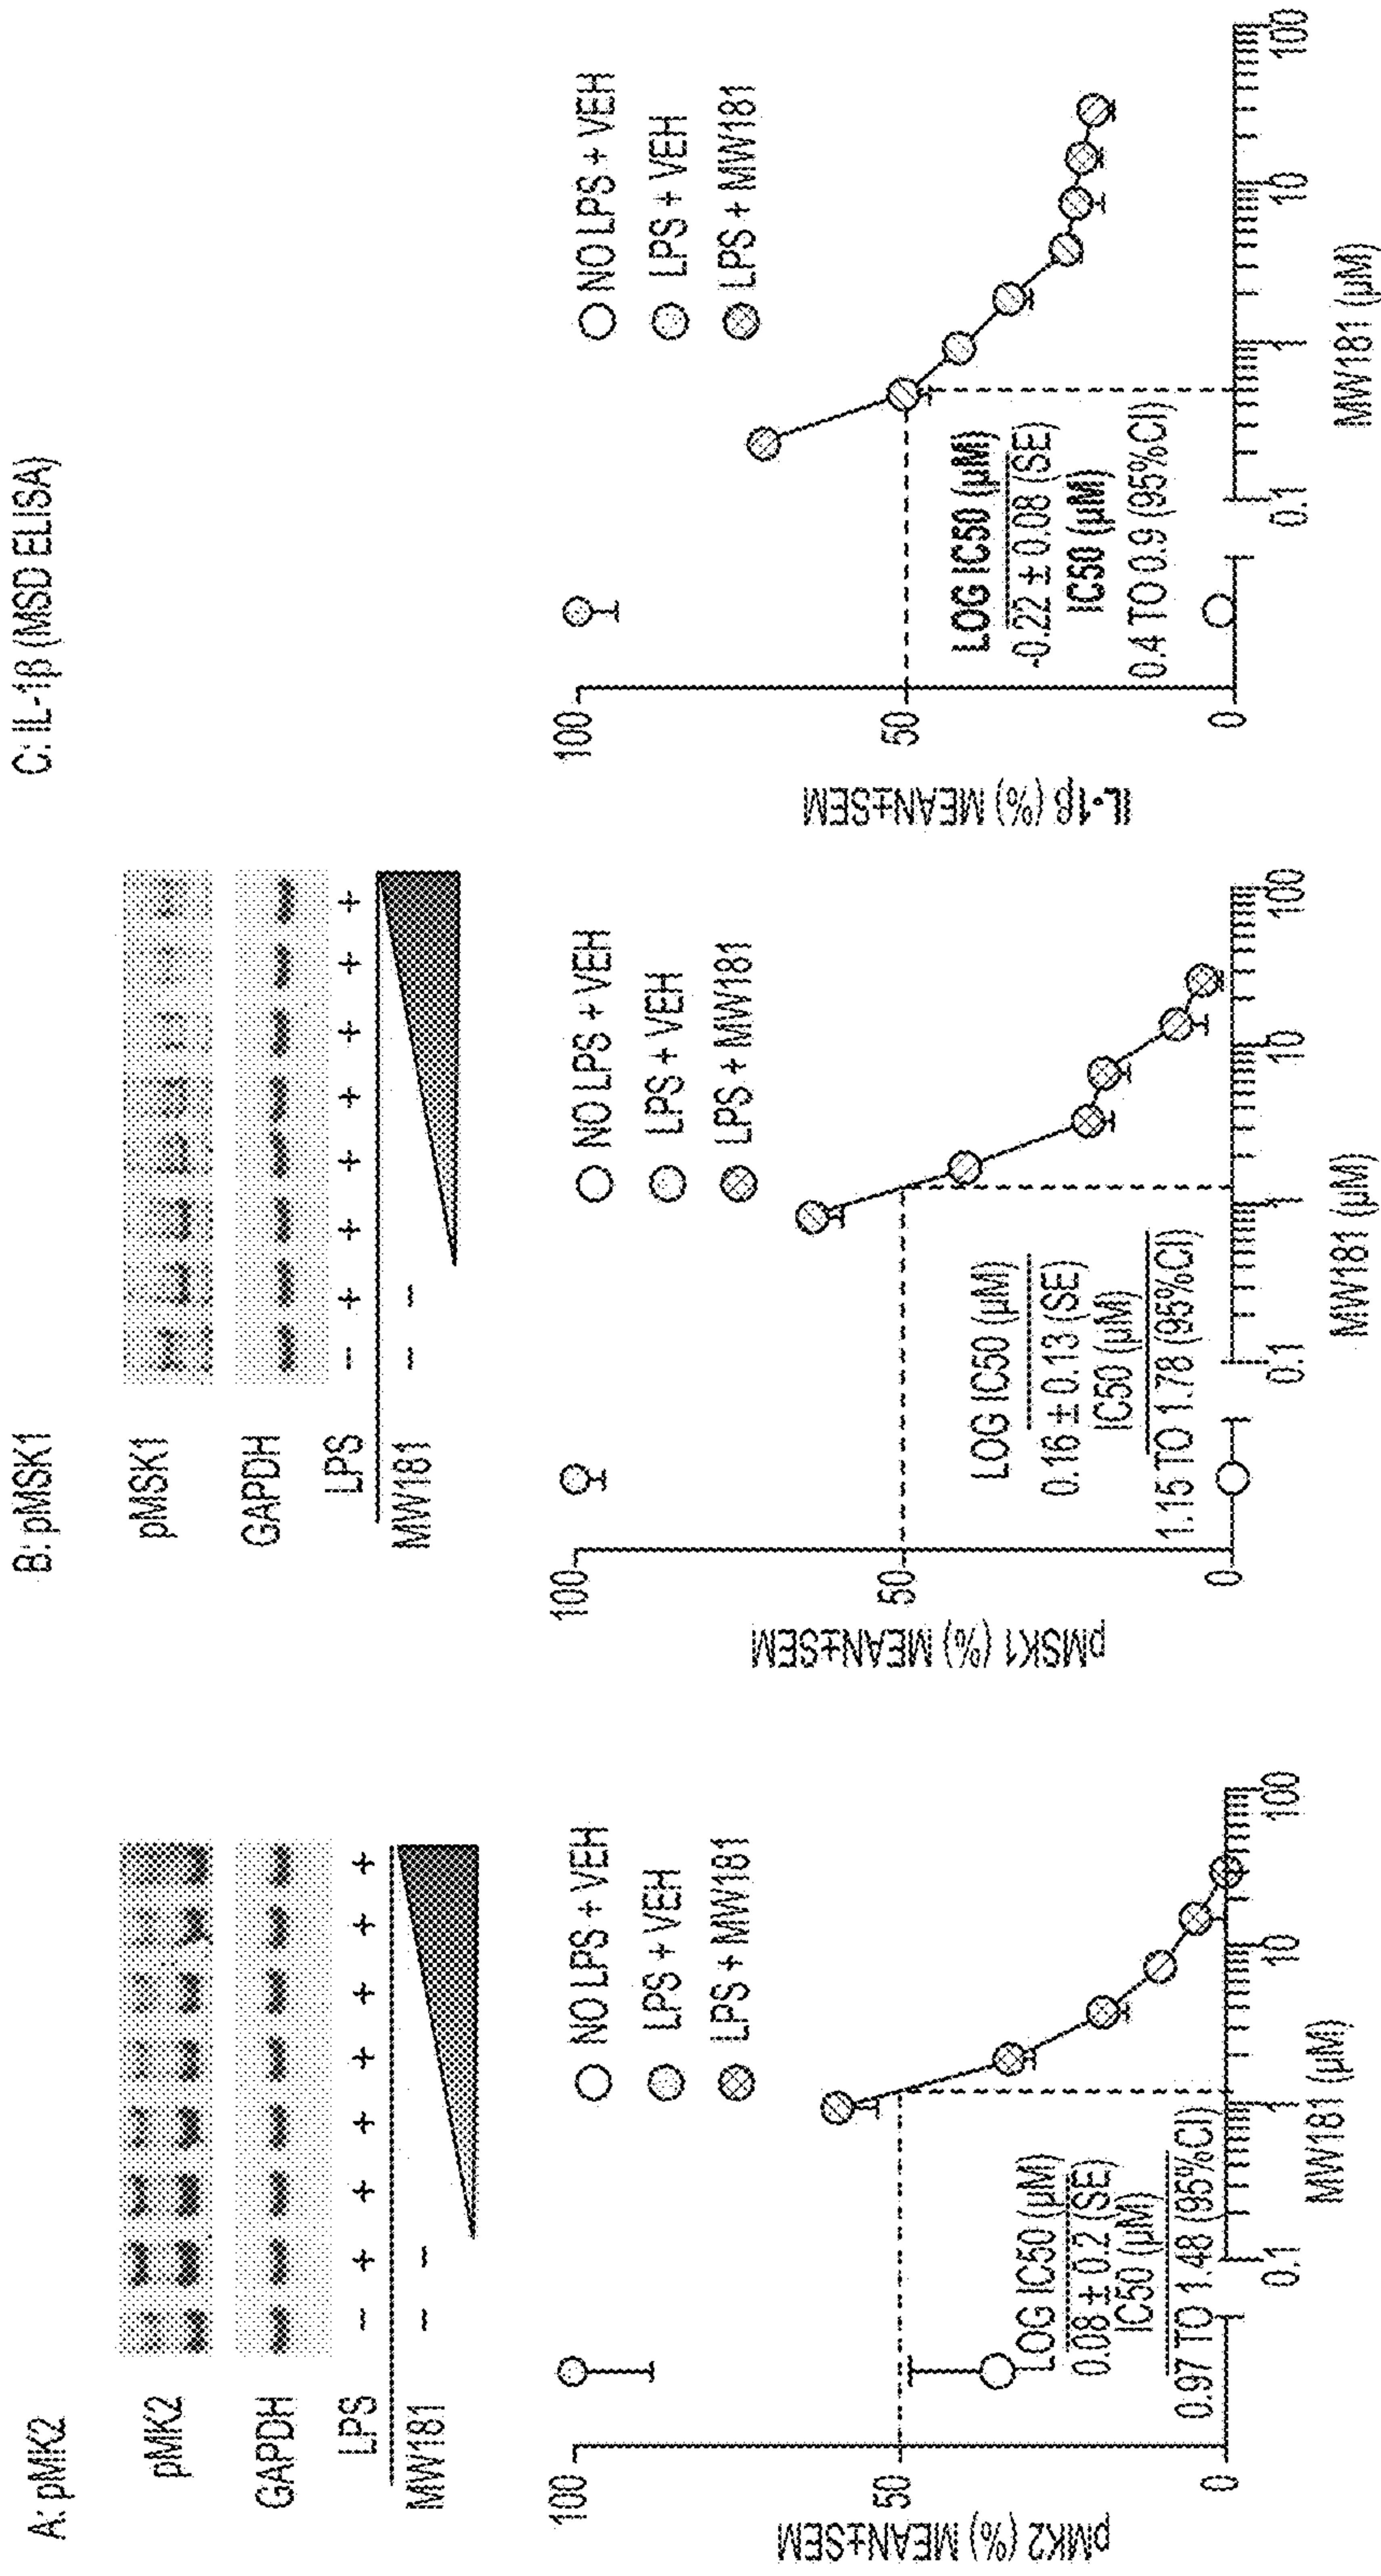 A: pMK2
pMK2
GAPDH
LPS - + + + + + + +
MW181 - -
100
50
0
pMK2 (%) MEAN±SEM
NO LPS + VEH
LPS + VEH
LPS + MW181
LOG IC50 (µM)
0.08 ± 0.2 (SE)
IC50 (µM)
0.97 TO 1.48 (95%CI)
0.1 1 10 100
MW181 (µM)
B: pMSK1
pMSK1
GAPDH
LPS - + + + + + + +
MW181 - -
100
50
0
pMSK1 (%) MEAN±SEM
NO LPS + VEH
LPS + VEH
LPS + MW181
LOG IC50 (µM)
0.16 ± 0.13 (SE)
IC50 (µM)
1.15 TO 1.78 (95%CI)
0.1 1 10 100
MW181 (µM)
C: IL-1β (MSD ELISA)
100
50
0
IL-1β (%) MEAN±SEM
NO LPS + VEH
LPS + VEH
LPS + MW181
LOG IC50 (µM)
-0.22 ± 0.08 (SE)
IC50 (µM)
0.4 TO 0.9 (95%CI)
0.1 1 10 100
MW181 (µM)